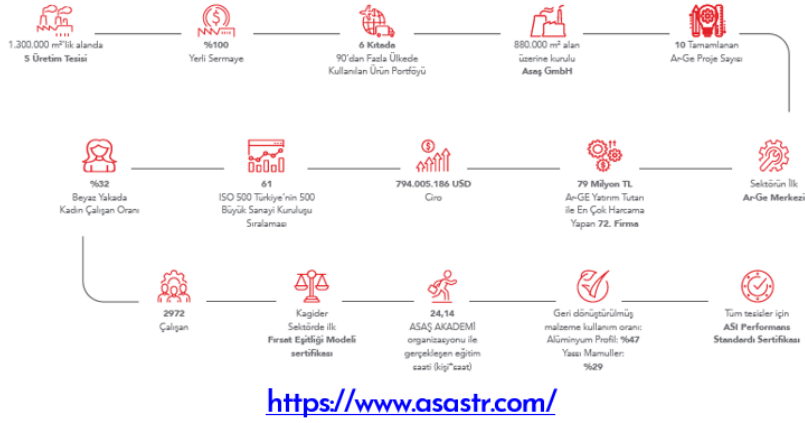 1.300.000 m²'lik alanda
5 Üretim Tesisi
%100
Yerli Sermaye
6 Kıtada
90'dan Fazla Ülkede
Kullanılan Ürün Portföyü
880.000 m² alan
üzerine kurulu
Asaş GmbH
10 Tamamlanan
Ar-Ge Proje Sayısı
%32
Beyaz Yakada
Kadın Çalışan Oranı
61
ISO 500 Türkiye'nin 500
Büyük Sanayi Kuruluşu
Sıralaması
794.005.186 USD
Ciro
79 Milyon TL
Ar-GE Yatırım Tutarı
ile En Çok Harcama
Yapan 72. Firma
Sektörün İlk
Ar-Ge Merkezi
2972
Çalışan
Kagider
Sektörde ilk
Fırsat Eşitliği Modeli
sertifikası
24,14
ASAŞ AKADEMİ
organizasyonu ile
gerçekleşen eğitim
saati (kişi*saat)
Geri dönüştürülmüş
malzeme kullanım oranı:
Alüminyum Profil: %47
Yassı Mamuller:
%29
Tüm tesisler için
ASI Performans
Standardı Sertifikası
https://www.asastr.com/